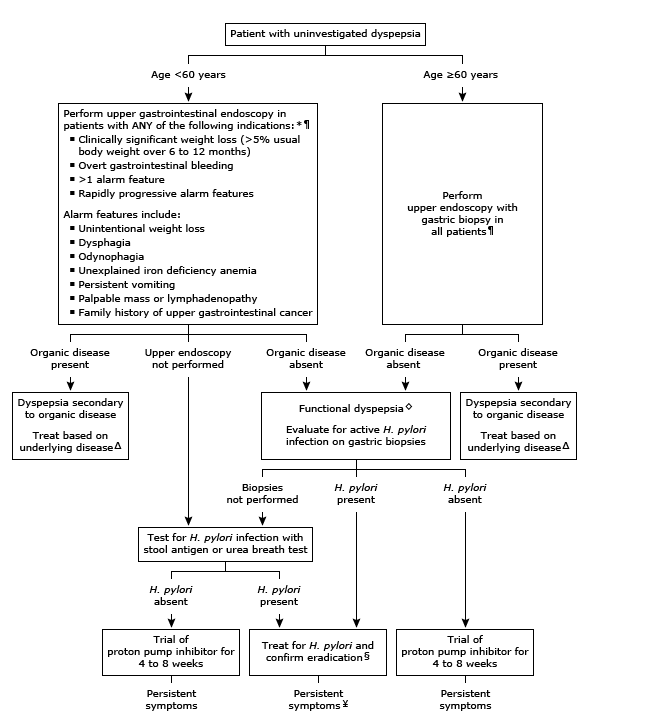 Patient with uninvestigated dyspepsia
Age <60 years
Age ≥60 years
Perform upper gastrointestinal endoscopy in
patients with ANY of the following indications:*¶
▪ Clinically significant weight loss (>5% usual
body weight over 6 to 12 months)
▪ Overt gastrointestinal bleeding
▪ >1 alarm feature
▪ Rapidly progressive alarm features
Alarm features include:
▪ Unintentional weight loss
▪ Dysphagia
▪ Odynophagia
▪ Unexplained iron deficiency anemia
▪ Persistent vomiting
▪ Palpable mass or lymphadenopathy
▪ Family history of upper gastrointestinal cancer
Perform
upper endoscopy with
gastric biopsy in
all patients¶
Organic disease
present
Upper endoscopy
not performed
Organic disease
absent
Organic disease
absent
Organic disease
present
Dyspepsia secondary
to organic disease
Treat based on
underlying diseaseΔ
Functional dyspepsia◇
Evaluate for active H. pylori
infection on gastric biopsies
Dyspepsia secondary
to organic disease
Treat based on
underlying diseaseΔ
Biopsies
not performed
H. pylori
present
H. pylori
absent
Test for H. pylori infection with
stool antigen or urea breath test
H. pylori
absent
H. pylori
present
Trial of
proton pump inhibitor for
4 to 8 weeks
Treat for H. pylori and
confirm eradication§
Trial of
proton pump inhibitor for
4 to 8 weeks
Persistent
symptoms
Persistent
symptoms¥
Persistent
symptoms